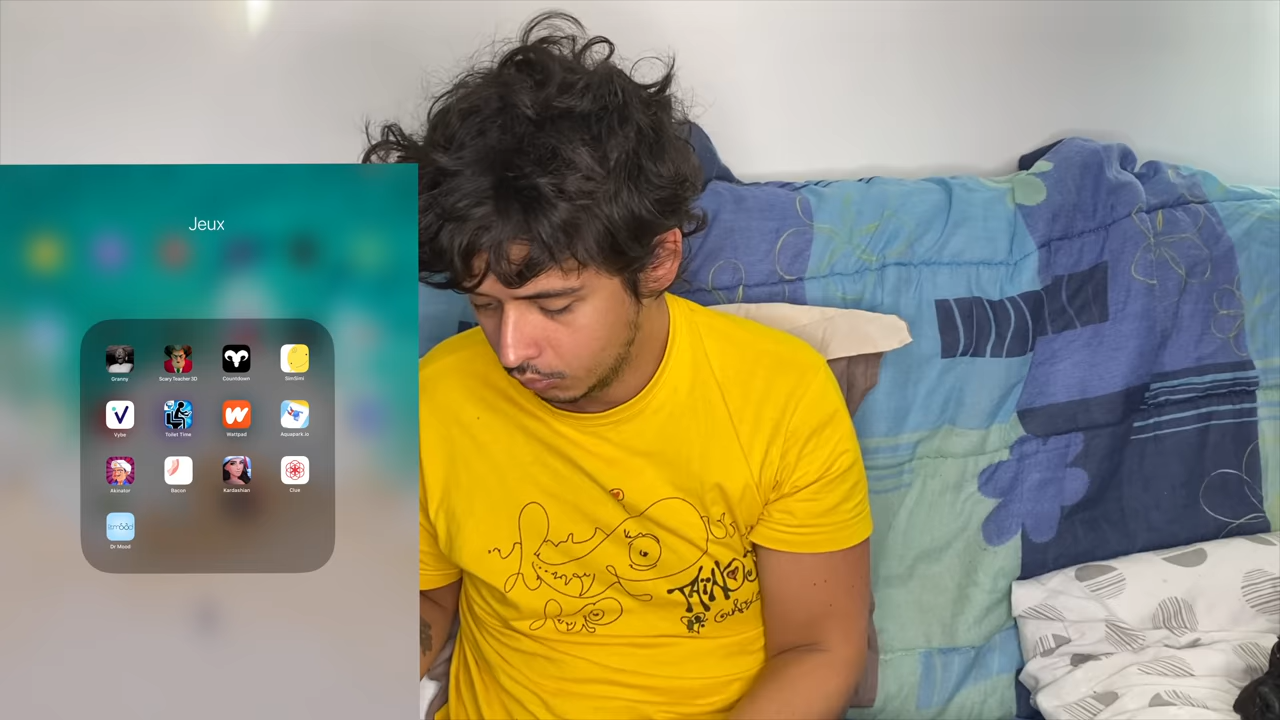 Jeux
Granny
Scary Teacher 3D
Countdown
SimSimi
Vybe
Toilet Time
Wattpad
Aquapark.io
Akinator
Bacon
Kardashian
Clue
Dr Mood
TAÏNOS